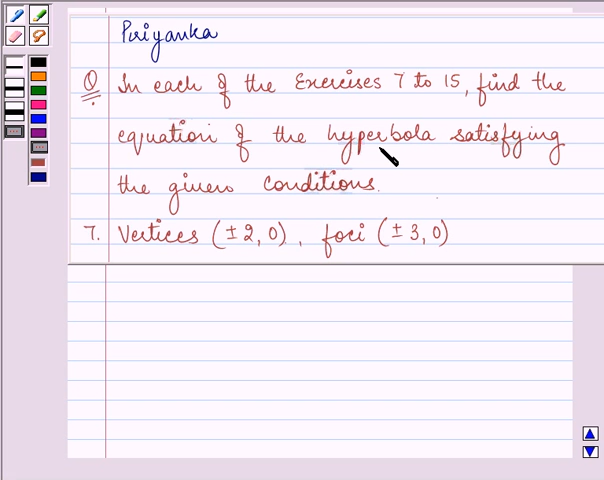 Priyanka
Q In each of the Exercises 7 to 15, find the
equation of the hyperbola satisfying
the given conditions.
7. Vertices (±2, 0), foci (±3, 0)